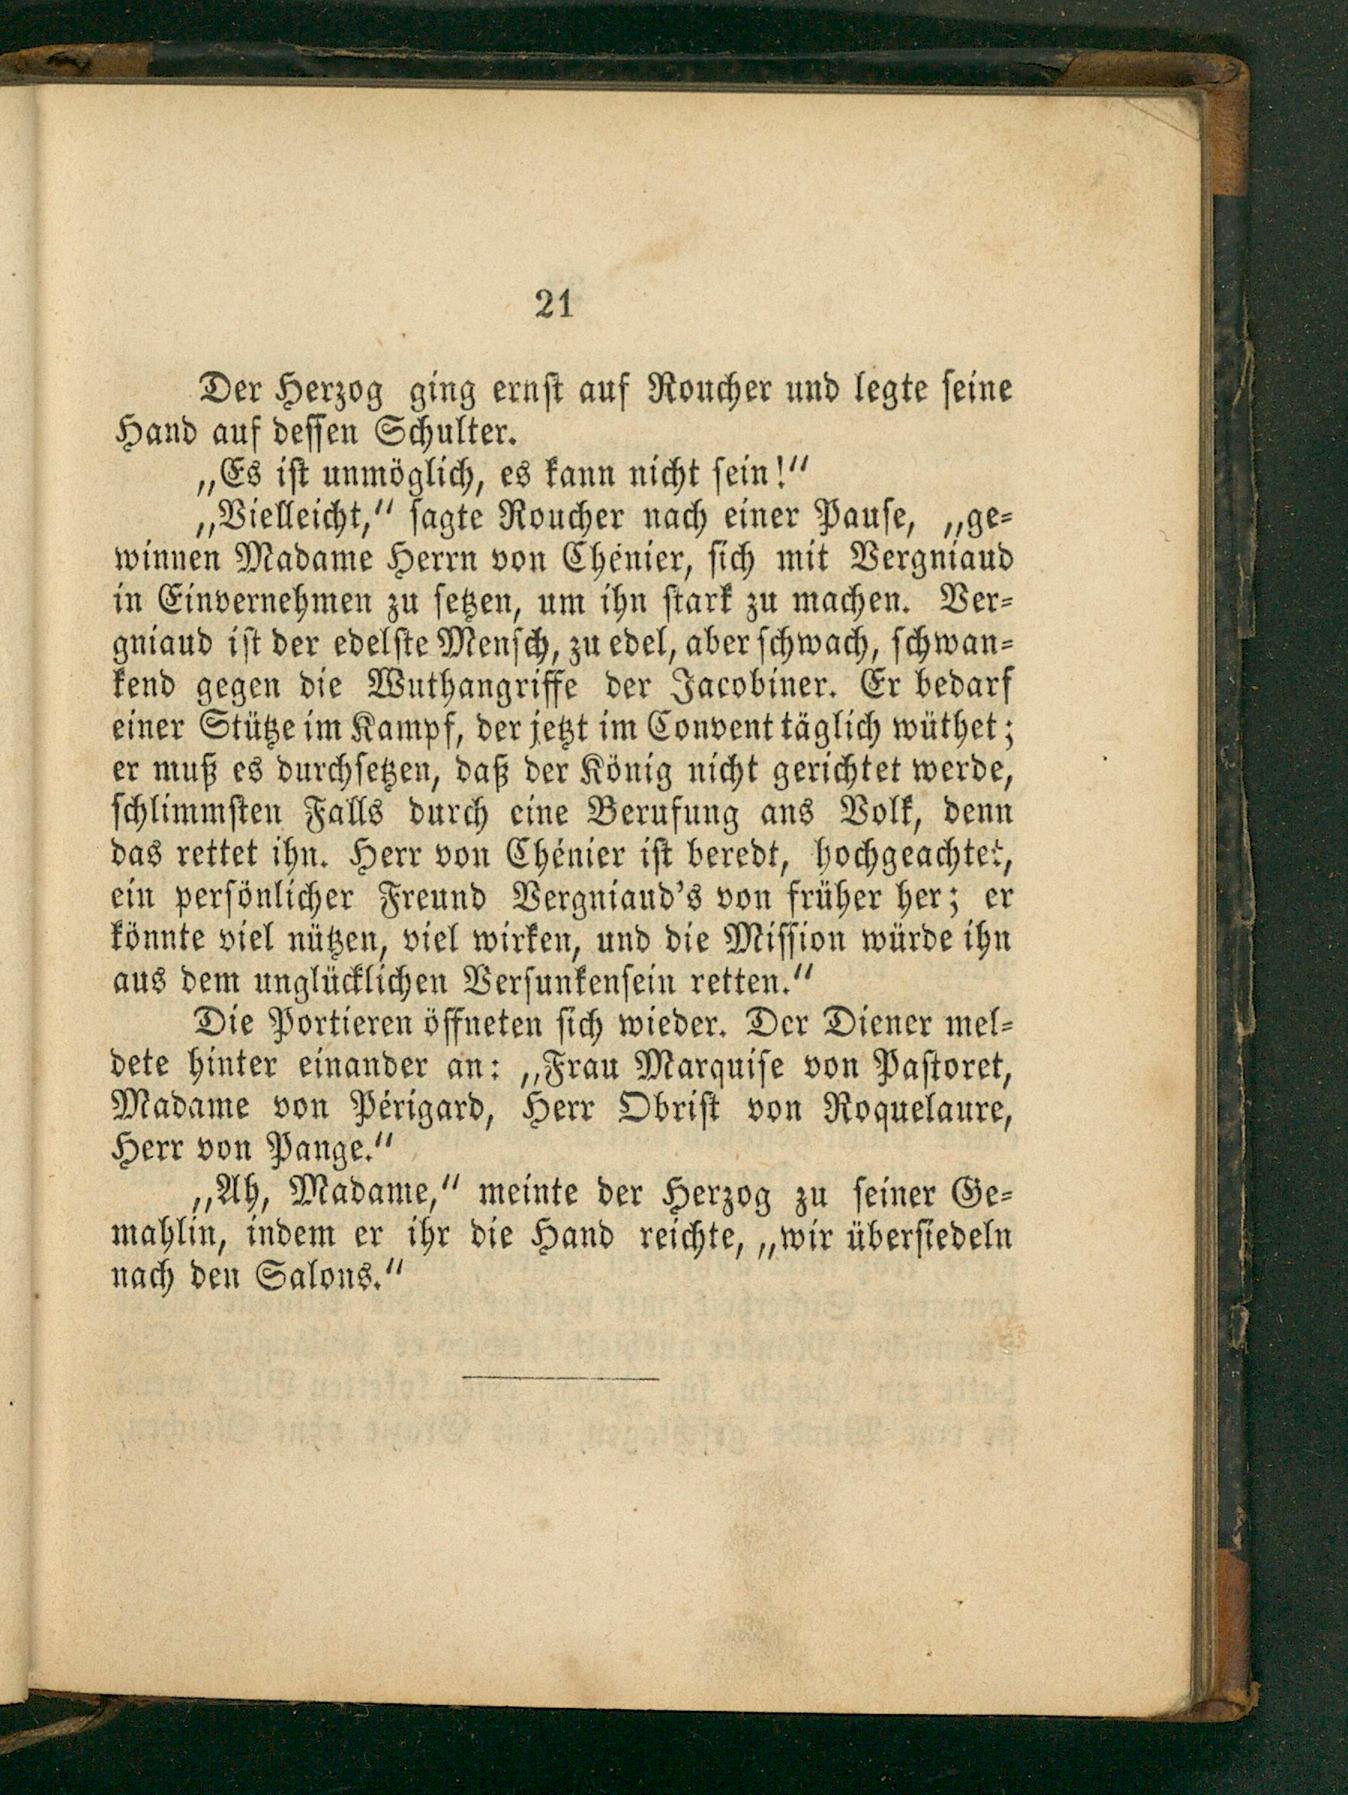 21
Der Herzog ging ernst auf Roucher und legte seine
Hand auf dessen Schulter.
„Es ist unmöglich, es kann nicht sein!“
„Vielleicht,“ sagte Roucher nach einer Pause, „ge-
winnen Madame Herrn von Chénier, sich mit Vergniaud
in Einvernehmen zu setzen, um ihn stark zu machen. Ver-
gniaud ist der edelste Mensch, zu edel, aber schwach, schwan-
kend gegen die Wuthangriffe der Jacobiner. Er bedarf
einer Stütze im Kampf, der jetzt im Convent täglich wüthet;
er muß es durchsetzen, daß der König nicht gerichtet werde,
schlimmsten Falls durch eine Berufung ans Volk, denn
das rettet ihn. Herr von Chénier ist beredt, hochgeachtet,
ein persönlicher Freund Vergniaud's von früher her; er
könnte viel nützen, viel wirken, und die Mission würde ihn
aus dem unglücklichen Versunkensein retten.“
Die Portieren öffneten sich wieder. Der Diener mel-
dete hinter einander an: „Frau Marquise von Pastoret,
Madame von Périgard, Herr Obrist von Roquelaure,
Herr von Pange.“
„Ah, Madame,“ meinte der Herzog zu seiner Ge-
mahlin, indem er ihr die Hand reichte, „wir übersiedeln
nach den Salons.“